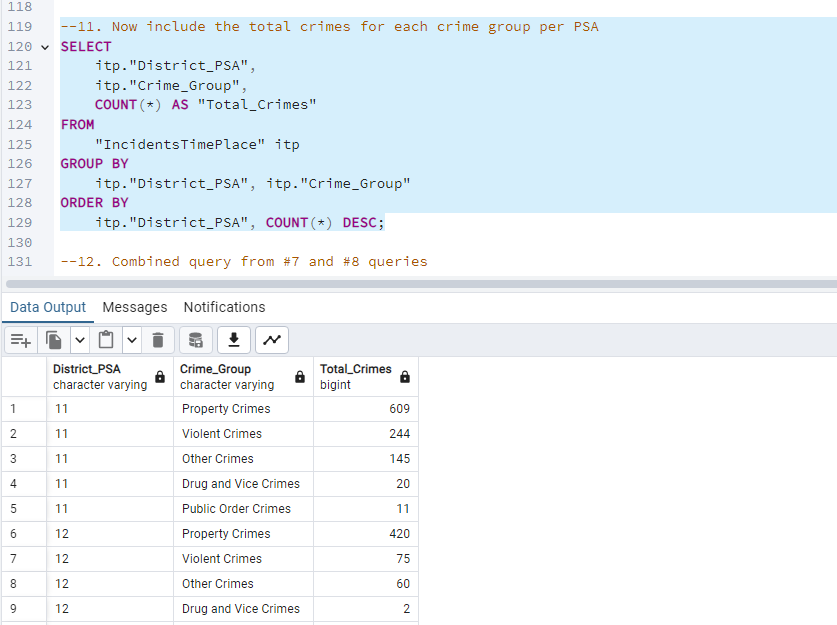 118
119 --11. Now include the total crimes for each crime group per PSA
120 SELECT
121 itp."District_PSA",
122 itp."Crime_Group",
123 COUNT(*) AS "Total_Crimes"
124 FROM
125 "IncidentsTimePlace" itp
126 GROUP BY
127 itp."District_PSA", itp."Crime_Group"
128 ORDER BY
129 itp."District_PSA", COUNT(*) DESC;
130
131 --12. Combined query from #7 and #8 queries
Data Output Messages Notifications
District_PSA Crime_Group Total_Crimes
character varying character varying bigint
1 11 Property Crimes 609
2 11 Violent Crimes 244
3 11 Other Crimes 145
4 11 Drug and Vice Crimes 20
5 11 Public Order Crimes 11
6 12 Property Crimes 420
7 12 Violent Crimes 75
8 12 Other Crimes 60
9 12 Drug and Vice Crimes 2